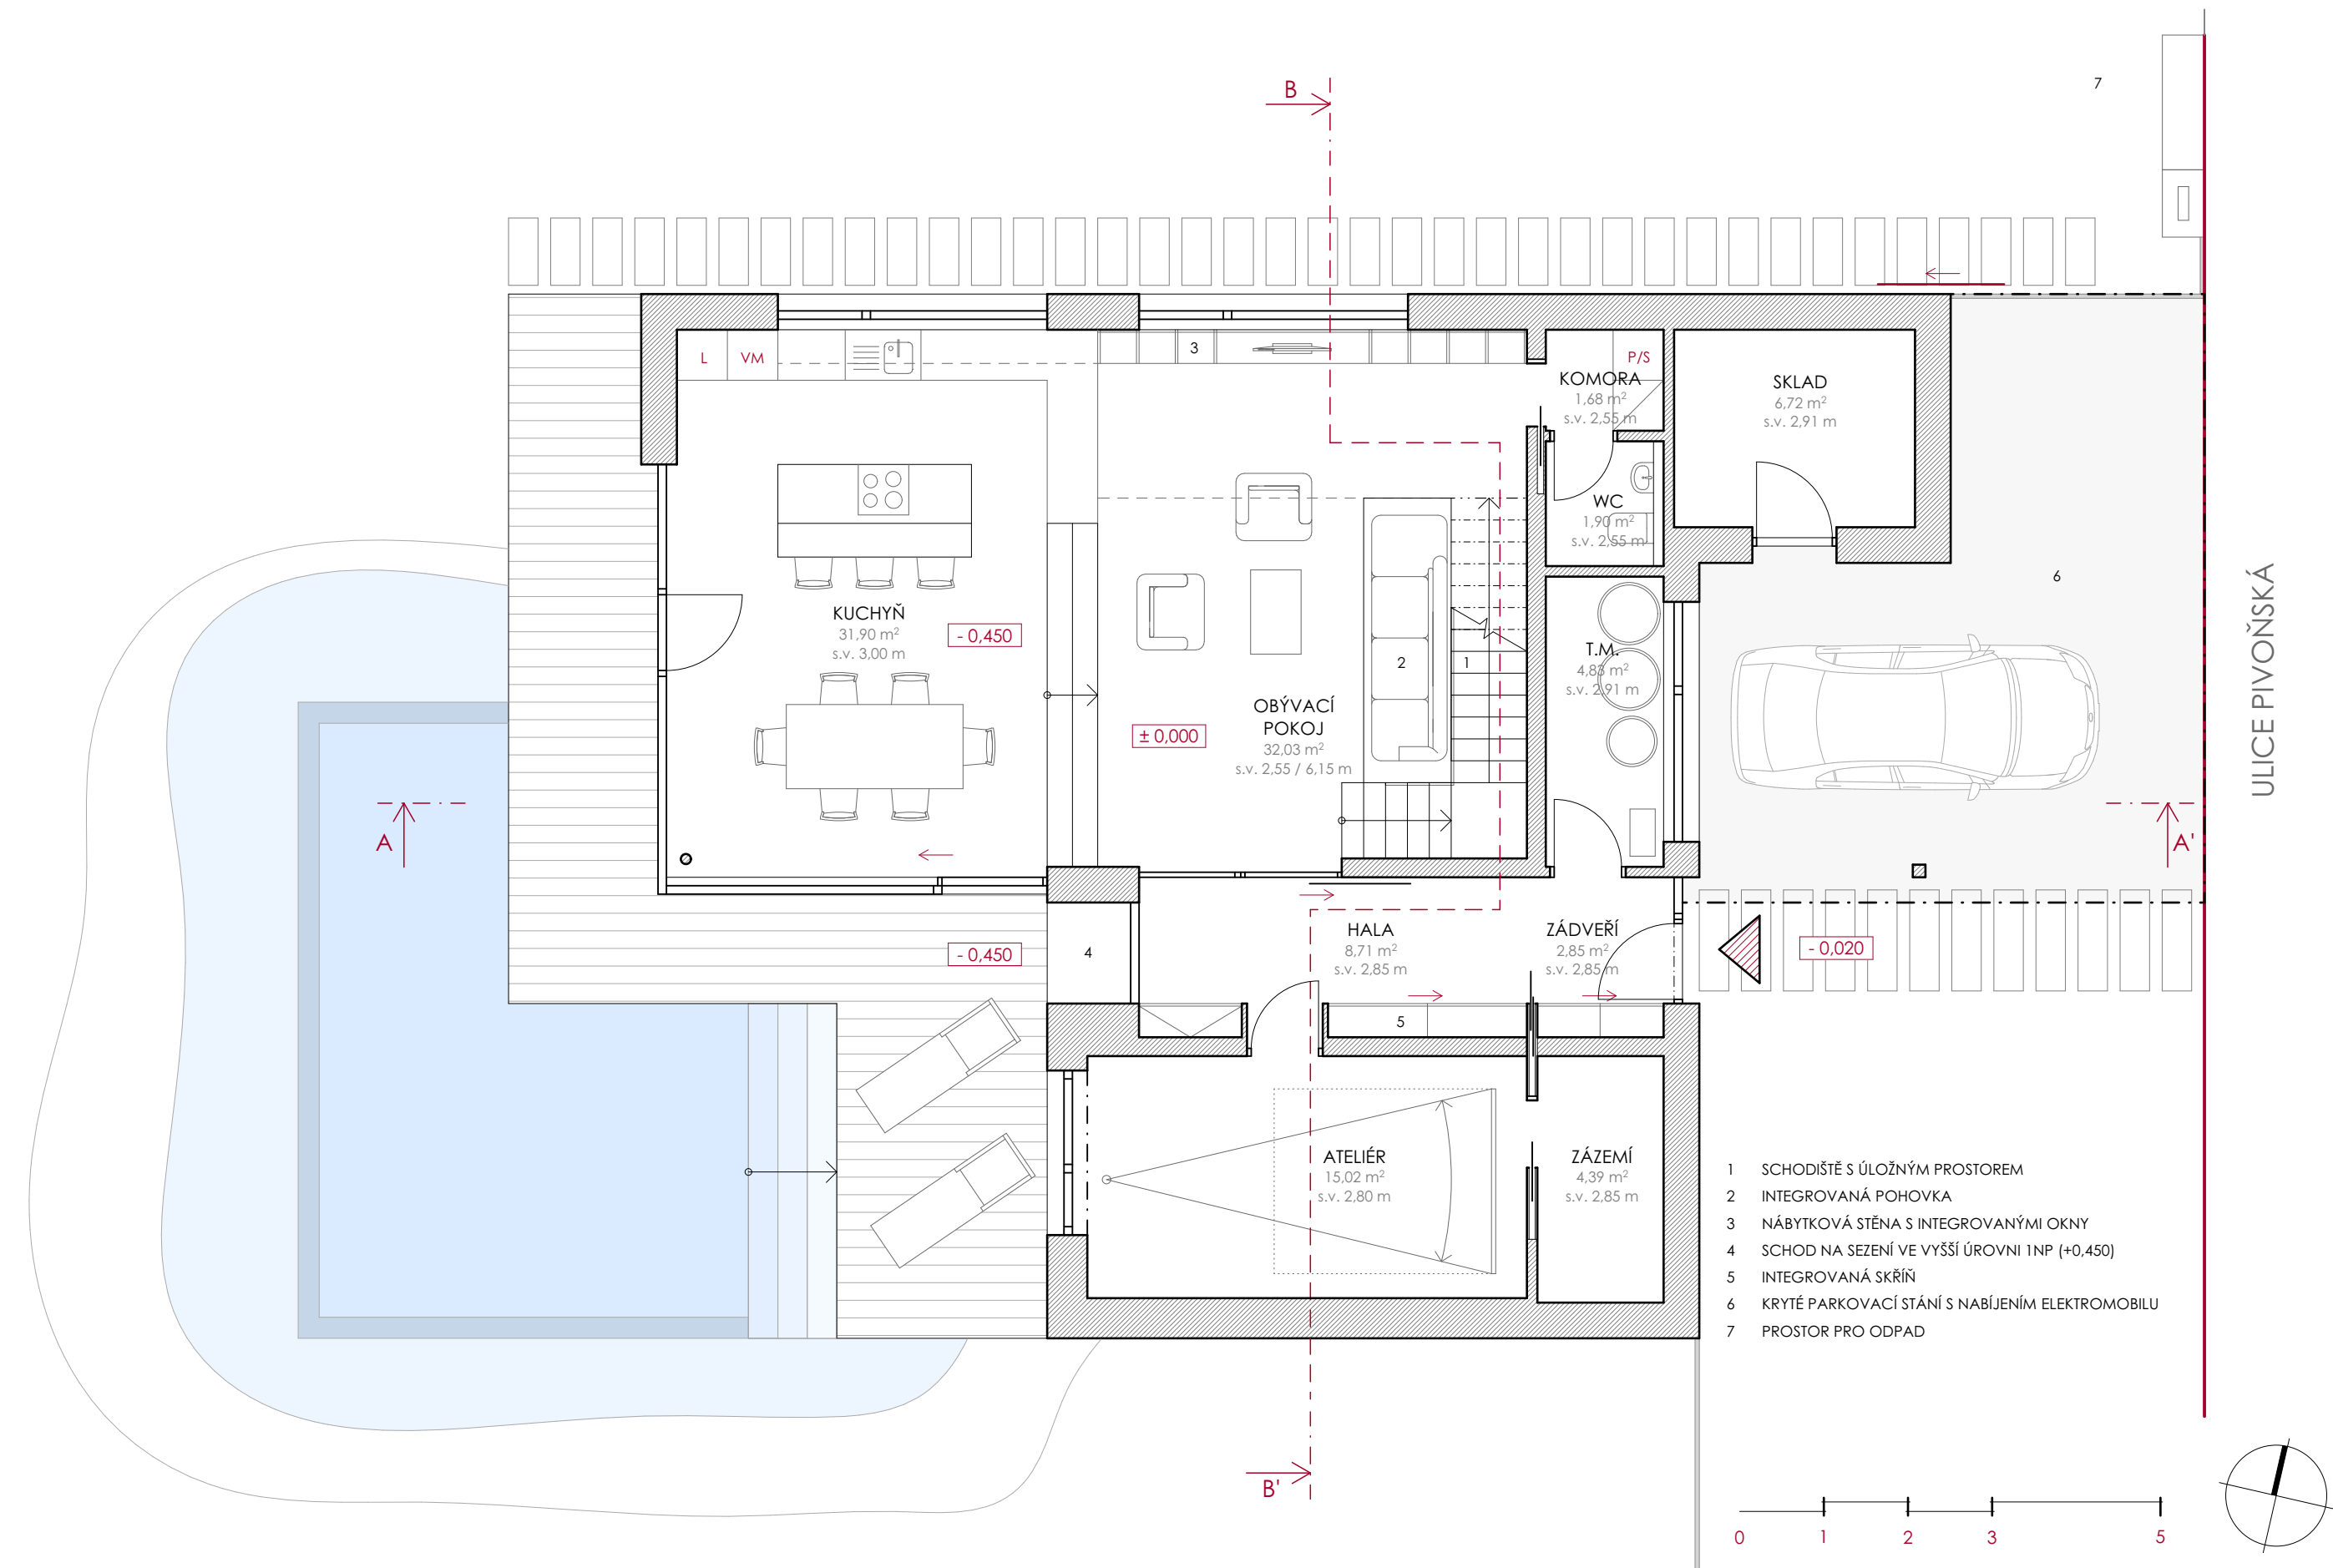 B
7
L
VM
3
P/S
KOMORA
1,68 m²
s.v. 2,55 m
SKLAD
6,72 m²
s.v. 2,91 m
WC
1,90 m²
s.v. 2,55 m
6
ULICE PIVOŇSKÁ
KUCHYŇ
31,90 m²
s.v. 3,00 m
- 0,450
2
1
T.M.
4,83 m²
s.v. 2,91 m
OBÝVACÍ
POKOJ
32,03 m²
s.v. 2,55 / 6,15 m
± 0,000
A
A'
HALA
8,71 m²
s.v. 2,85 m
ZÁDVEŘÍ
2,85 m²
s.v. 2,85 m
- 0,450
4
- 0,020
5
ATELIÉR
15,02 m²
s.v. 2,80 m
ZÁZEMÍ
4,39 m²
s.v. 2,85 m
1 SCHODIŠTĚ S ÚLOŽNÝM PROSTOREM
2 INTEGROVANÁ POHOVKA
3 NÁBYTKOVÁ STĚNA S INTEGROVANÝMI OKNY
4 SCHOD NA SEZENÍ VE VYŠŠÍ ÚROVNI 1NP (+0,450)
5 INTEGROVANÁ SKŘÍŇ
6 KRYTÉ PARKOVACÍ STÁNÍ S NABÍJENÍM ELEKTROMOBILU
7 PROSTOR PRO ODPAD
B'
0 1 2 3 5